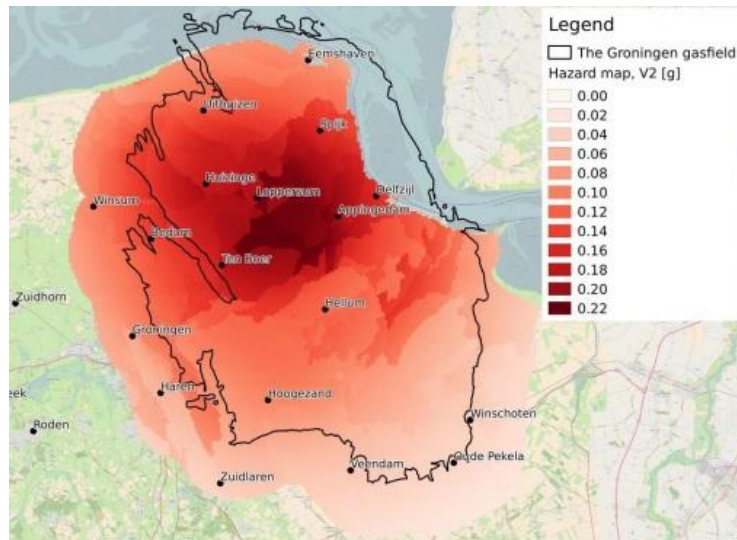 Legend
The Groningen gasfield
Hazard map, V2 [g]
0.00
0.02
0.04
0.06
0.08
0.10
0.12
0.14
0.16
0.18
0.20
0.22
Eemshaven
Uithuizen
Spijk
Huizinge
Loppersum
Delfzijl
Winsum
Appingedam
Bedum
Ten Boer
Zuidhorn
Hellum
Groningen
Haren
Hoogezand
eek
Roden
Winschoten
Veendam
Oude Pekela
Zuidlaren